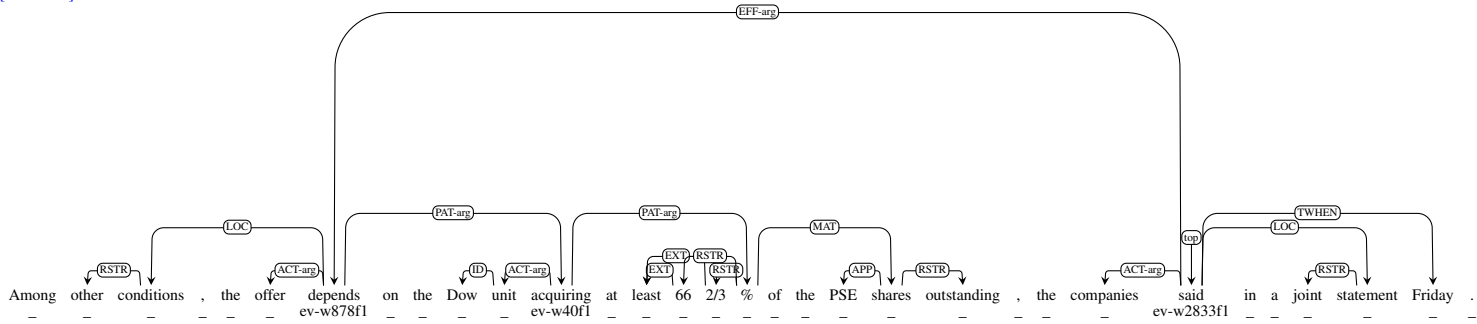 EFF-arg
LOC PAT-arg PAT-arg MAT TWHEN LOC
top
RSTR ACT-arg ID ACT-arg EXT EXT RSTR RSTR APP RSTR ACT-arg RSTR
Among other conditions , the offer depends on the Dow unit acquiring at least 66 2/3 % of the PSE shares outstanding , the companies said in a joint statement Friday .
_ _ _ _ _ _ ev-w878f1 _ _ _ _ ev-w40f1 _ _ _ _ _ _ _ _ _ _ _ _ _ ev-w2833f1 _ _ _ _ _ _